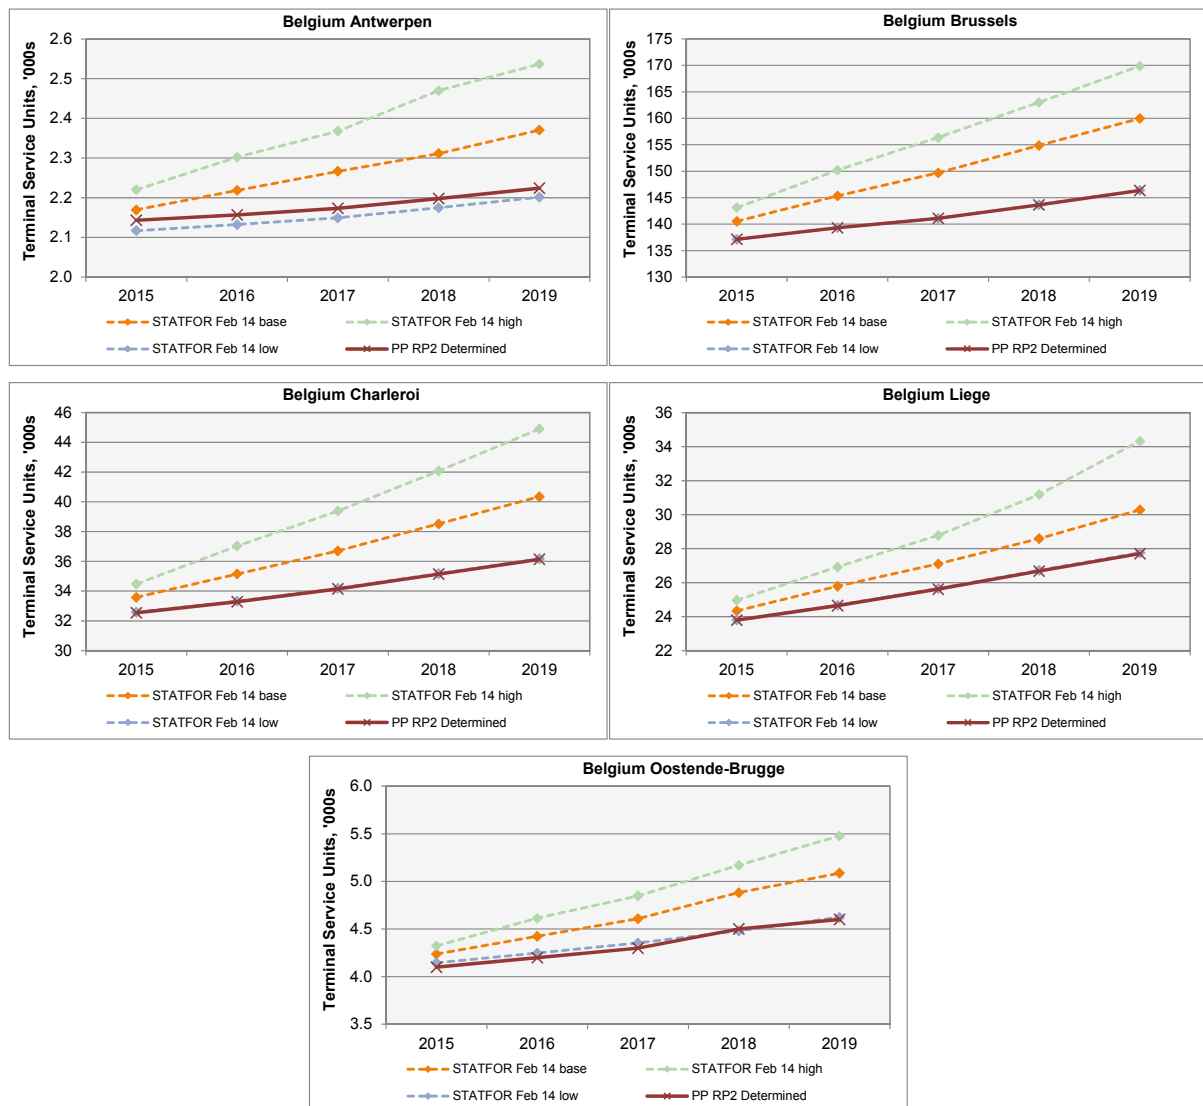 Belgium Antwerpen
Terminal Service Units, '000s
2.6
2.5
2.4
2.3
2.2
2.1
2.0
2015 2016 2017 2018 2019
STATFOR Feb 14 base STATFOR Feb 14 high
STATFOR Feb 14 low PP RP2 Determined
Belgium Brussels
Terminal Service Units, '000s
175
170
165
160
155
150
145
140
135
130
2015 2016 2017 2018 2019
STATFOR Feb 14 base STATFOR Feb 14 high
STATFOR Feb 14 low PP RP2 Determined
Belgium Charleroi
Terminal Service Units, '000s
46
44
42
40
38
36
34
32
30
2015 2016 2017 2018 2019
STATFOR Feb 14 base STATFOR Feb 14 high
STATFOR Feb 14 low PP RP2 Determined
Belgium Liege
Terminal Service Units, '000s
36
34
32
30
28
26
24
22
2015 2016 2017 2018 2019
STATFOR Feb 14 base STATFOR Feb 14 high
STATFOR Feb 14 low PP RP2 Determined
Belgium Oostende-Brugge
Terminal Service Units, '000s
6.0
5.5
5.0
4.5
4.0
3.5
2015 2016 2017 2018 2019
STATFOR Feb 14 base STATFOR Feb 14 high
STATFOR Feb 14 low PP RP2 Determined